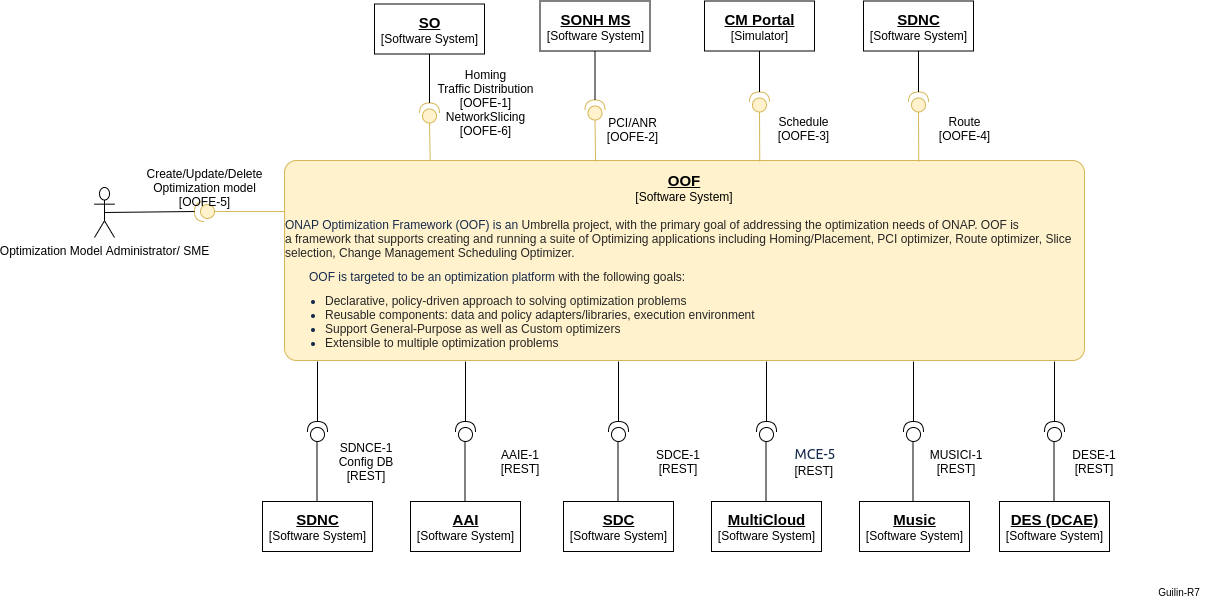 SO
[Software System]
SONH MS
[Software System]
CM Portal
[Simulator]
SDNC
[Software System]
Homing
Traffic Distribution
[OOFE-1]
NetworkSlicing
[OOFE-6]
PCI/ANR
[OOFE-2]
Schedule
[OOFE-3]
Route
[OOFE-4]
Create/Update/Delete
Optimization model
[OOFE-5]
Optimization Model Administrator/ SME
OOF
[Software System]
ONAP Optimization Framework (OOF) is an Umbrella project, with the primary goal of addressing the optimization needs of ONAP. OOF is
a framework that supports creating and running a suite of Optimizing applications including Homing/Placement, PCI optimizer, Route optimizer, Slice
selection, Change Management Scheduling Optimizer.
OOF is targeted to be an optimization platform with the following goals:
• Declarative, policy-driven approach to solving optimization problems
• Reusable components: data and policy adapters/libraries, execution environment
• Support General-Purpose as well as Custom optimizers
• Extensible to multiple optimization problems
SDNCE-1
Config DB
[REST]
AAIE-1
[REST]
SDCE-1
[REST]
MCE-5
[REST]
MUSICI-1
[REST]
DESE-1
[REST]
SDNC
[Software System]
AAI
[Software System]
SDC
[Software System]
MultiCloud
[Software System]
Music
[Software System]
DES (DCAE)
[Software System]
Guilin-R7